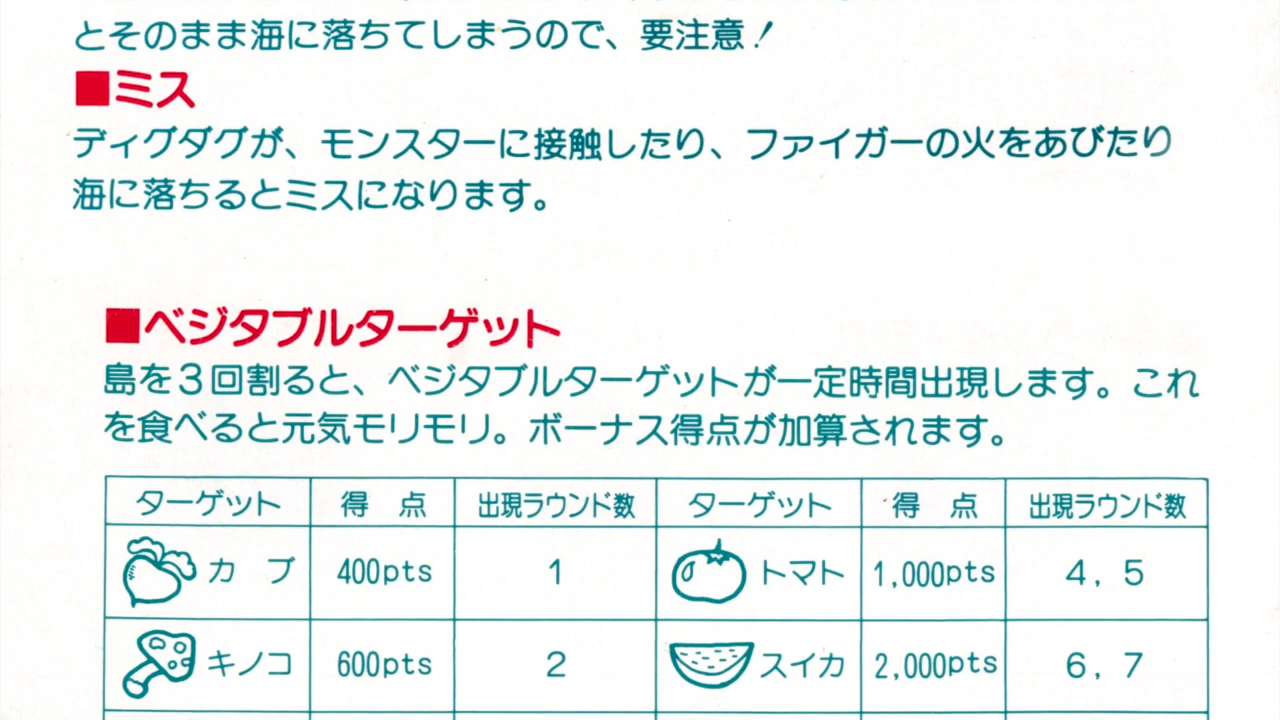 とそのまま海に落ちてしまうので、要注意！
■ミス
ディグダグが、モンスターに接触したり、ファイガーの火をあびたり
海に落ちるとミスになります。
■ベジタブルターゲット
島を3回割ると、ベジタブルターゲットが一定時間出現します。これ
を食べると元気モリモリ。ボーナス得点が加算されます。
ターゲット 得　点 出現ラウンド数 ターゲット 得　点 出現ラウンド数
カ　ブ 400pts 1 トマト 1,000pts 4, 5
キノコ 600pts 2 スイカ 2,000pts 6, 7